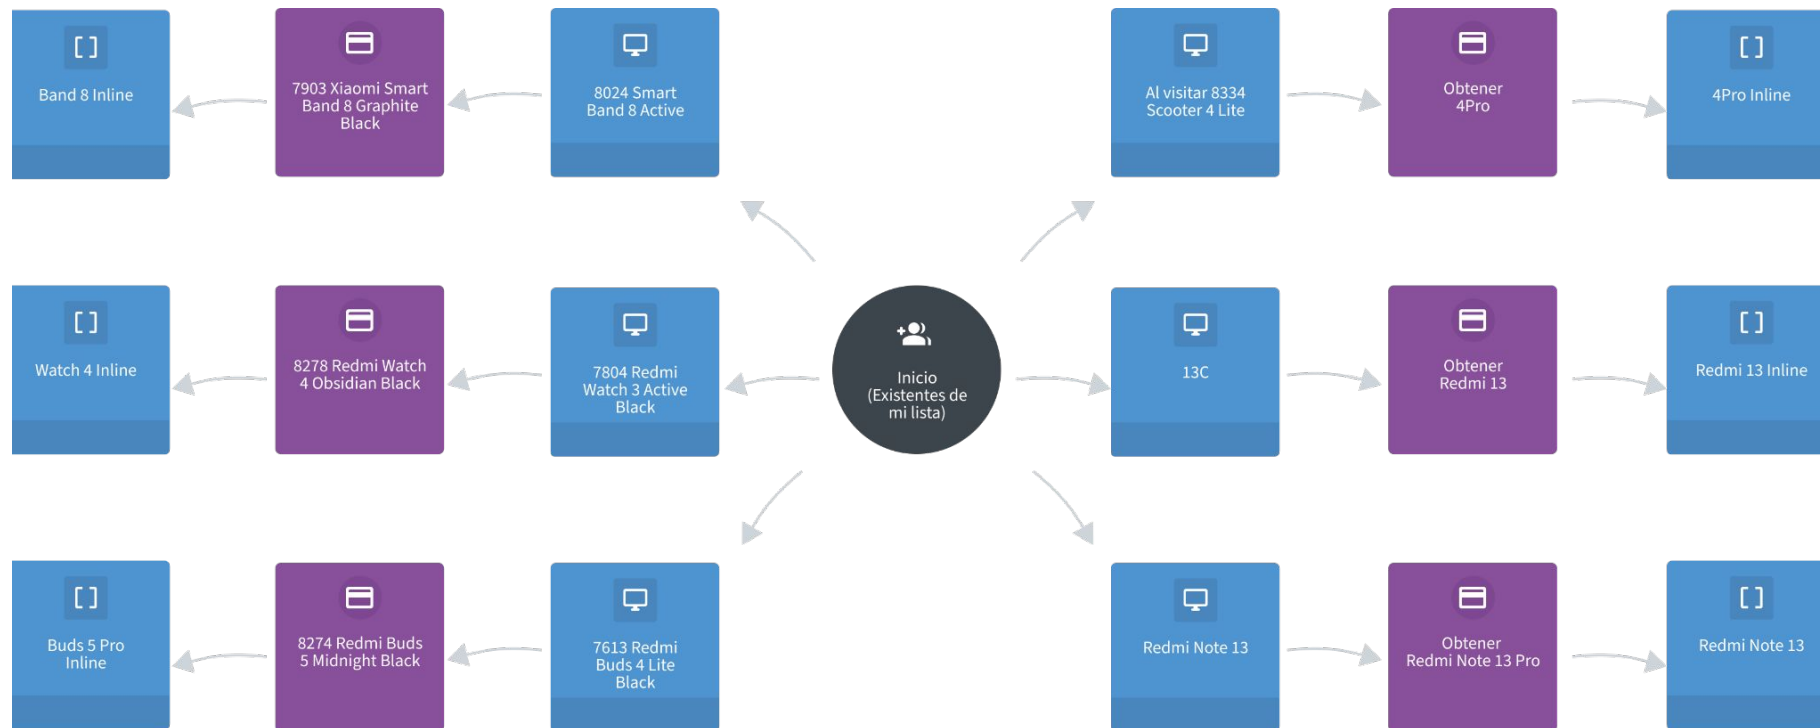 Band 8 Inline
7903 Xiaomi Smart
Band 8 Graphite
Black
8024 Smart
Band 8 Active
Al visitar 8334
Scooter 4 Lite
Obtener
4Pro
4Pro Inline
Watch 4 Inline
8278 Redmi Watch
4 Obsidian Black
7804 Redmi
Watch 3 Active
Black
Inicio
(Existentes de
mi lista)
13C
Obtener
Redmi 13
Redmi 13 Inline
Buds 5 Pro
Inline
8274 Redmi Buds
5 Midnight Black
7613 Redmi
Buds 4 Lite
Black
Redmi Note 13
Obtener
Redmi Note 13 Pro
Redmi Note 13